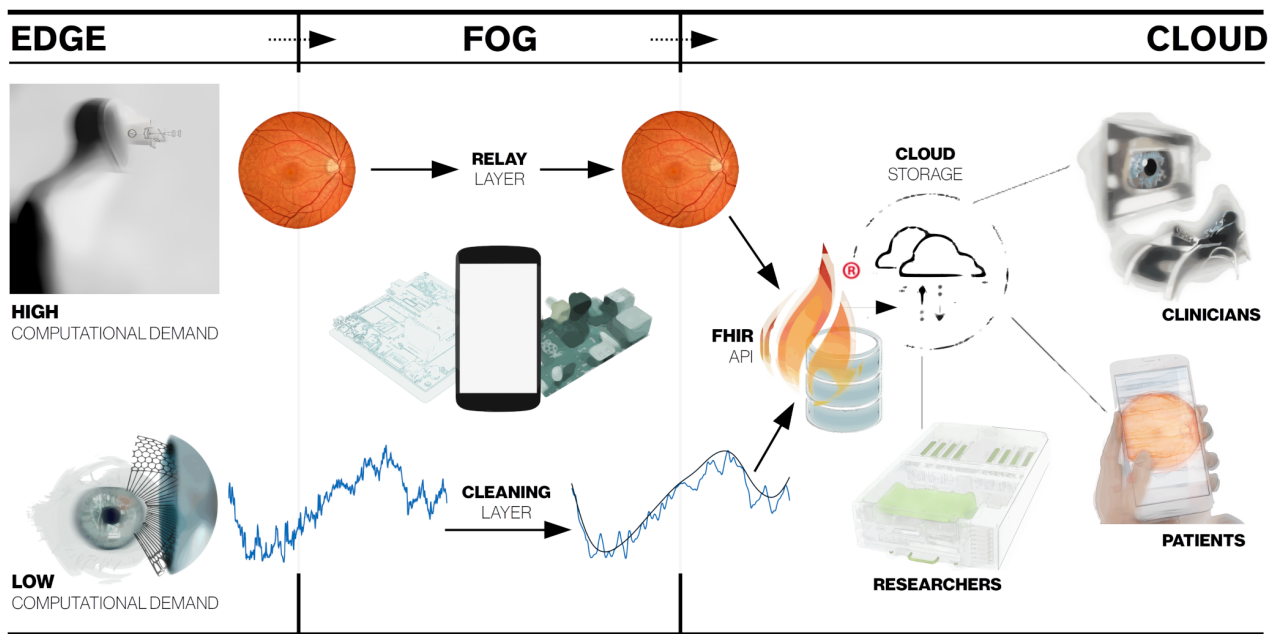 EDGE
FOG
CLOUD
RELAY
LAYER
CLOUD
STORAGE
HIGH
COMPUTATIONAL DEMAND
®
FHIR
API
CLINICIANS
CLEANING
LAYER
LOW
COMPUTATIONAL DEMAND
RESEARCHERS
PATIENTS